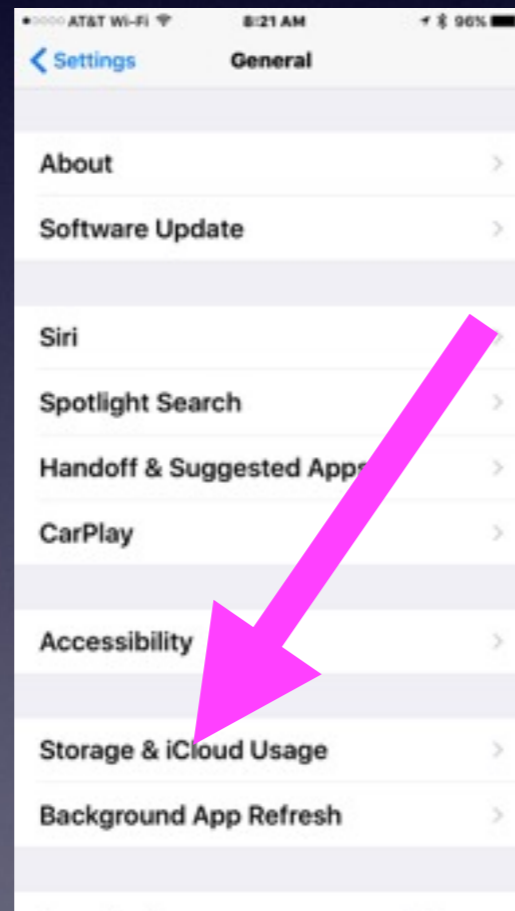 AT&T Wi-Fi 8:21 AM 96%
Settings General
About
Software Update
Siri
Spotlight Search
Handoff & Suggested Apps
CarPlay
Accessibility
Storage & iCloud Usage
Background App Refresh